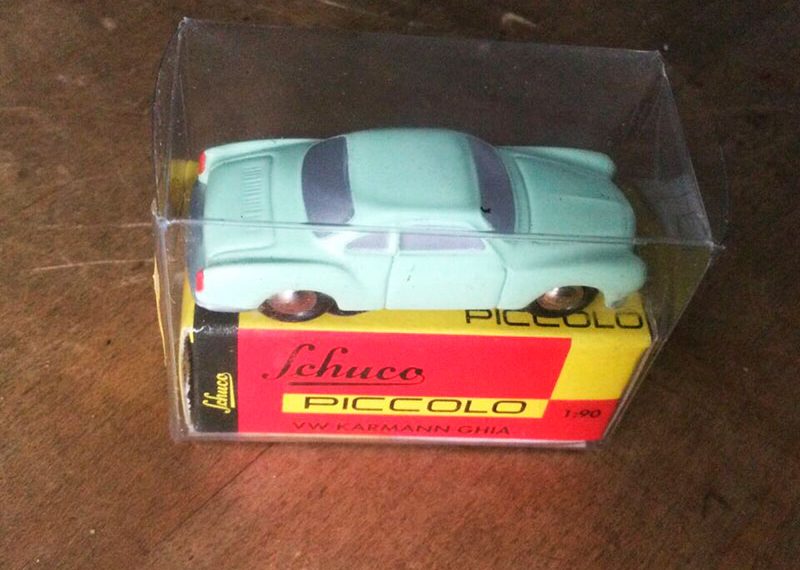 PICCOLO
Schuco
Schuco
PICCOLO
1:90
VW KARMANN GHIA